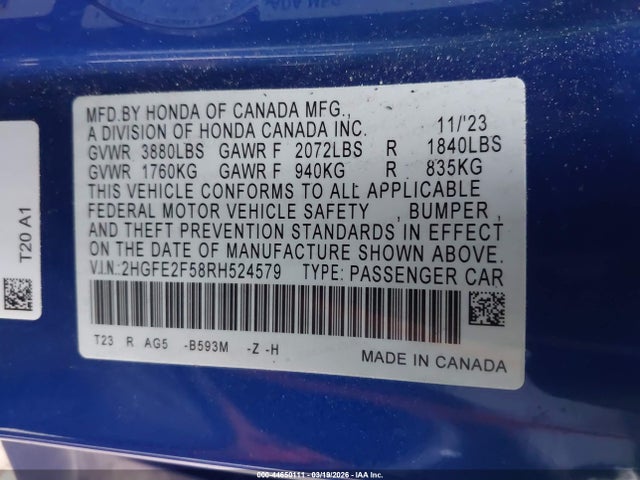 MFD.BY HONDA OF CANADA MFG.,
A DIVISION OF HONDA CANADA INC. 11/'23
GVWR 3880LBS GAWR F 2072LBS R 1840LBS
GVWR 1760KG GAWR F 940KG R 835KG
THIS VEHICLE CONFORMS TO ALL APPLICABLE
FEDERAL MOTOR VEHICLE SAFETY , BUMPER ,
AND THEFT PREVENTION STANDARDS IN EFFECT
ON THE DATE OF MANUFACTURE SHOWN ABOVE.
V.I.N.:2HGFE2F58RH524579 TYPE: PASSENGER CAR
T23 R AG5 -B593M -Z -H
MADE IN CANADA
T20 A1
000-44650111 - 03/19/2026 - IAA Inc.